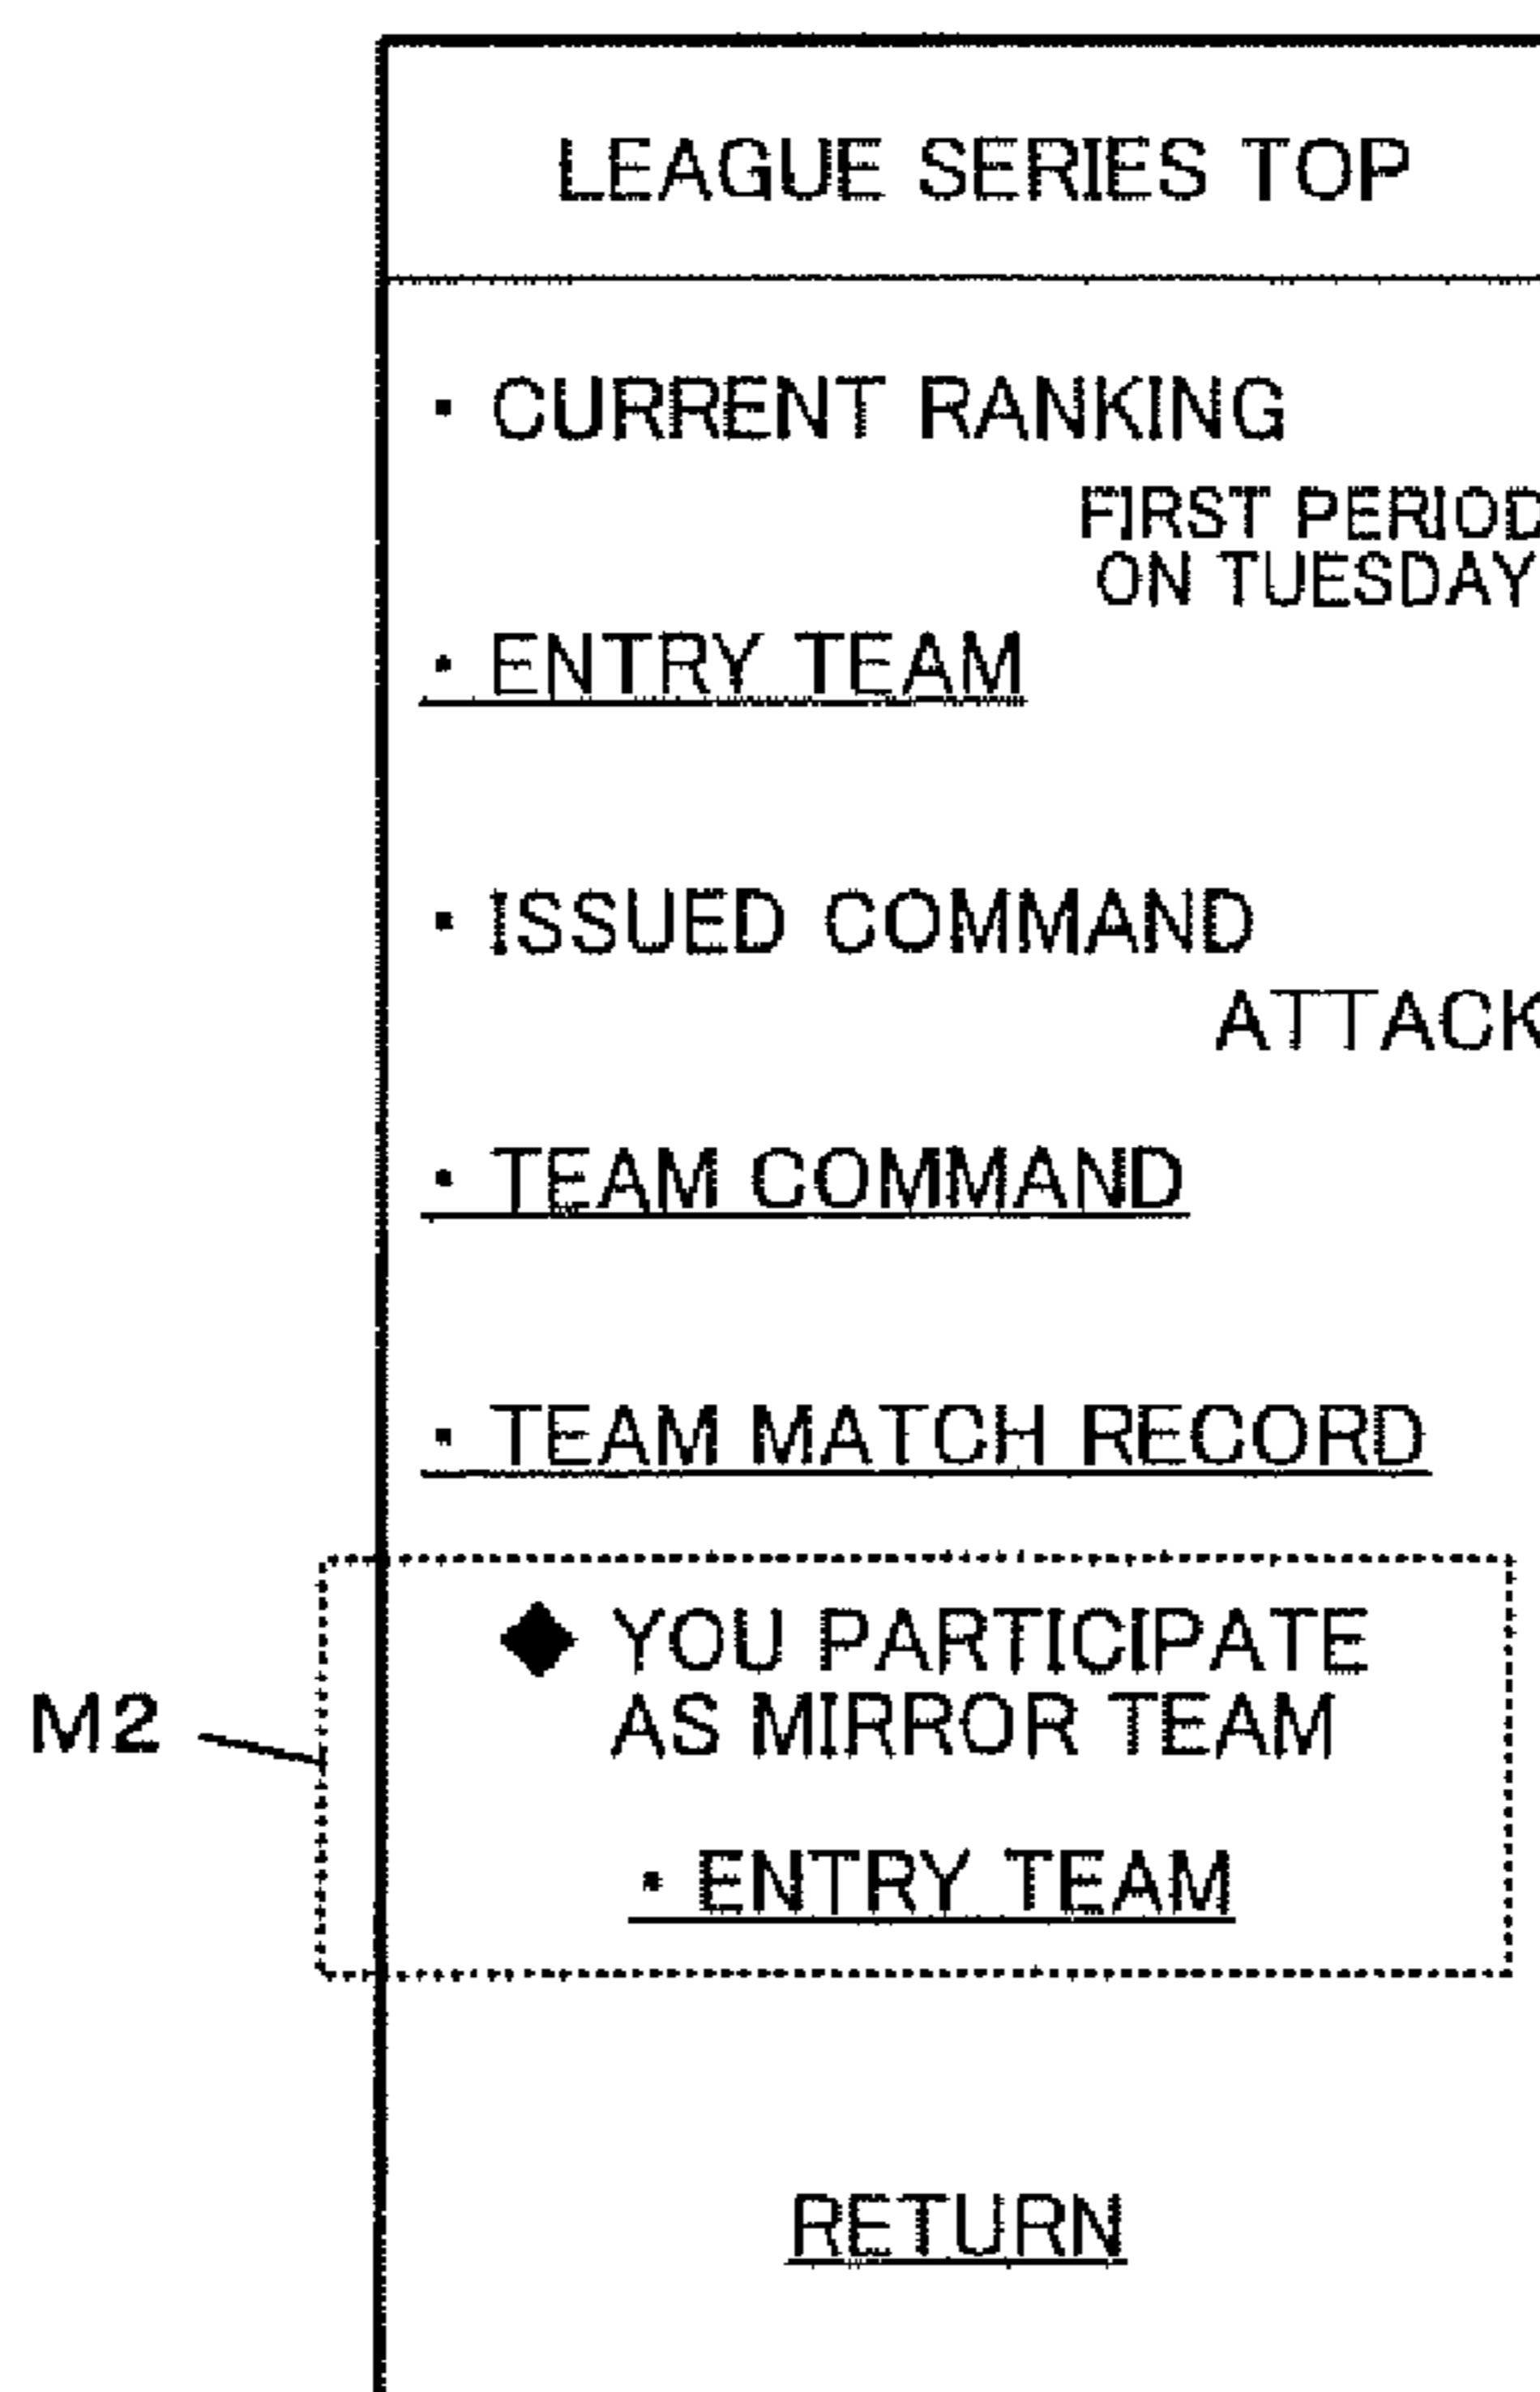 LEAGUE SERIES TOP
・CURRENT RANKING
FIRST PERIOD
ON TUESDAY
・ENTRY TEAM
・ISSUED COMMAND
ATTACK
・TEAM COMMAND
・TEAM MATCH RECORD
◆ YOU PARTICIPATE
AS MIRROR TEAM
M2
・ENTRY TEAM
RETURN